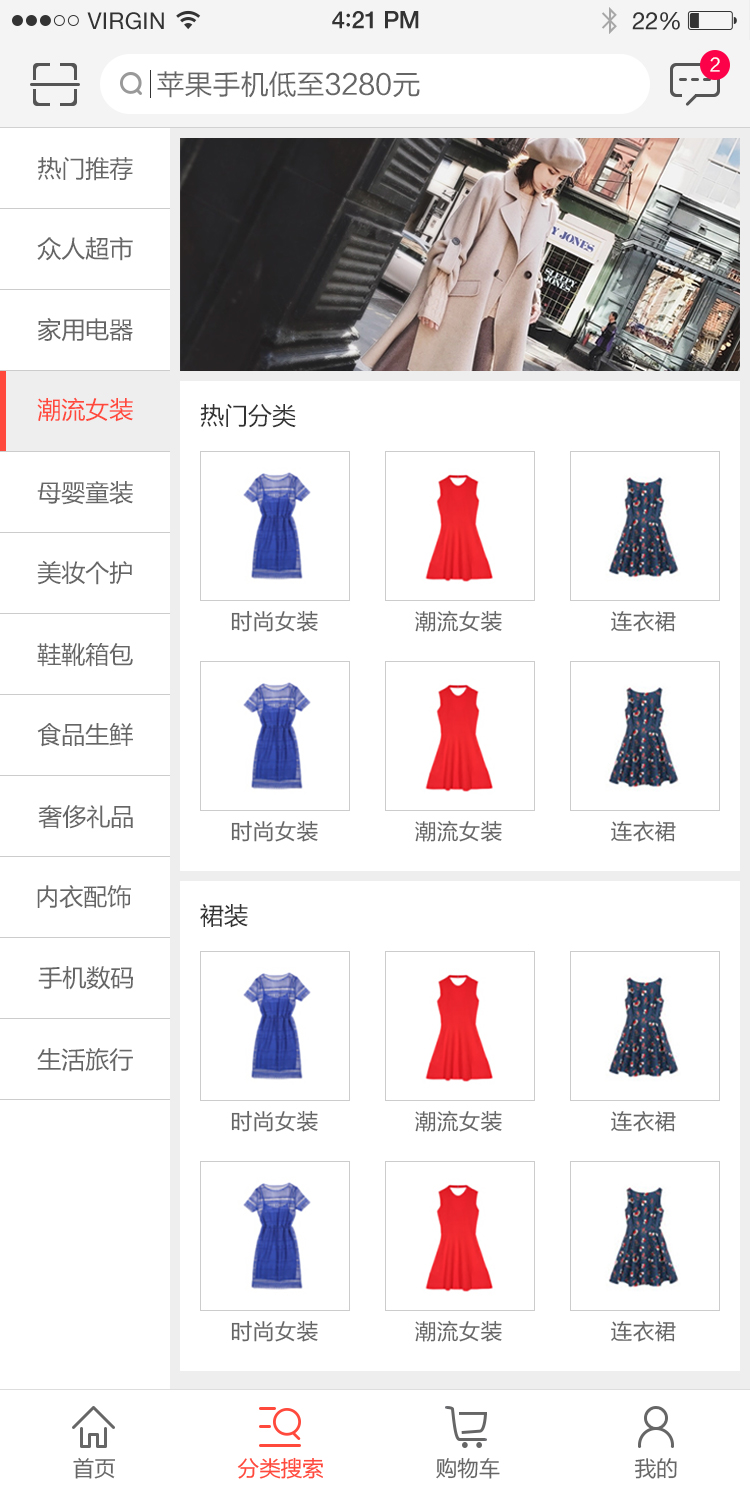 VIRGIN 4:21 PM 22%
苹果手机低至3280元 2
热门推荐
众人超市
家用电器
潮流女装
母婴童装
美妆个护
鞋靴箱包
食品生鲜
奢侈礼品
内衣配饰
手机数码
生活旅行
JONES
JONES
热门分类
时尚女装 潮流女装 连衣裙
时尚女装 潮流女装 连衣裙
裙装
时尚女装 潮流女装 连衣裙
时尚女装 潮流女装 连衣裙
首页 分类搜索 购物车 我的